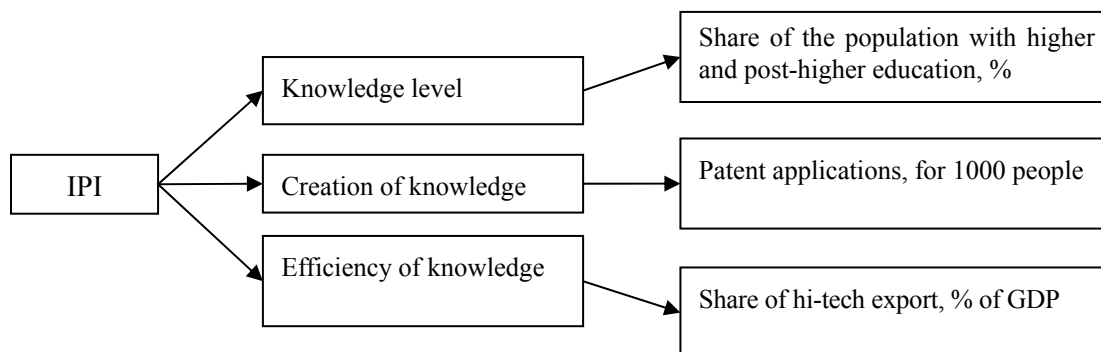 IPI
Knowledge level
Share of the population with higher
and post-higher education, %
Creation of knowledge
Patent applications, for 1000 people
Efficiency of knowledge
Share of hi-tech export, % of GDP